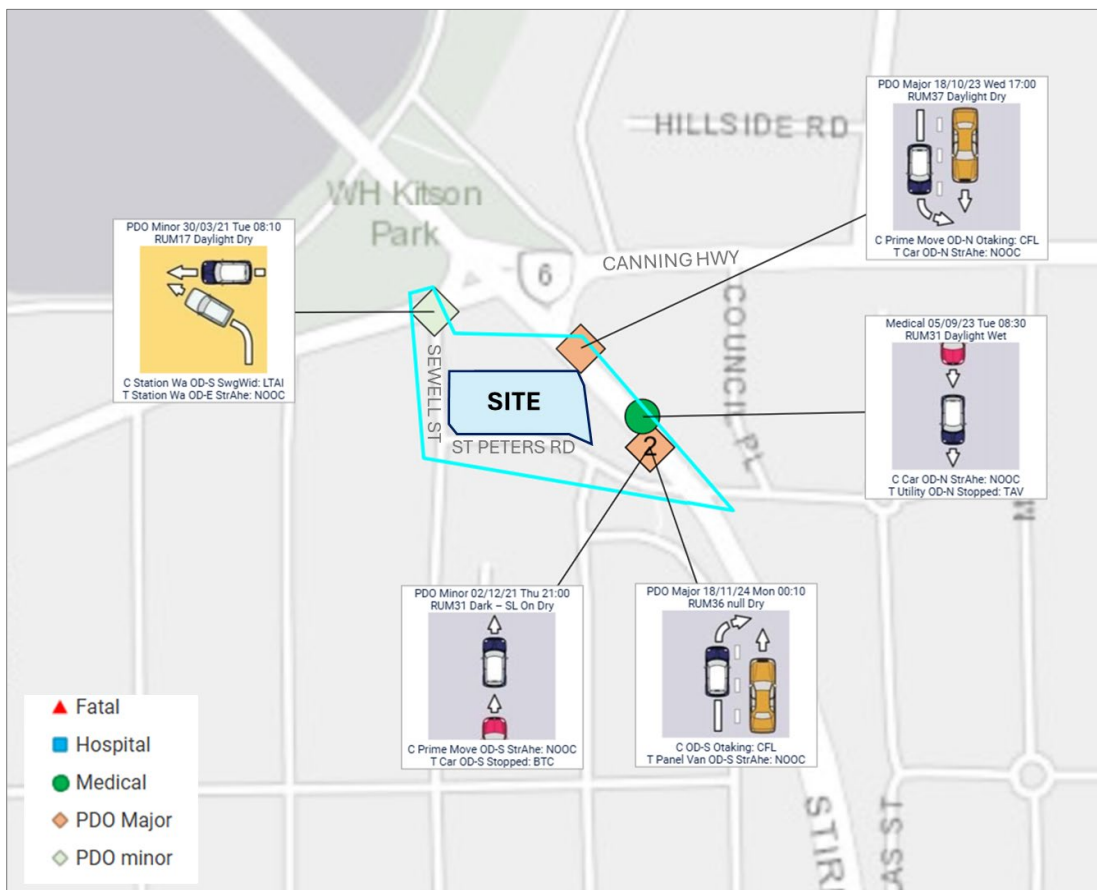 PDO Major 18/10/23 Wed 17:00
RUM37 Daylight Dry
C Prime Move OD-N Otaking: CFL
T Car OD-N StrAhe: NOOC
HILLSIDE RD
WH Kitson
Park
PDO Minor 30/03/21 Tue 08:10
RUM17 Daylight Dry
C Station Wa OD-S SwgWid: LTAI
T Station Wa OD-E StrAhe: NOOC
6
CANNING HWY
COUNCIL PL
Medical 05/09/23 Tue 08:30
RUM31 Daylight Wet
C Car OD-N StrAhe: NOOC
T Utility OD-N Stopped: TAV
SEWELL ST
SITE
ST PETERS RD
2
M
PDO Minor 02/12/21 Thu 21:00
RUM31 Dark – SL On Dry
C Prime Move OD-S StrAhe: NOOC
T Car OD-S Stopped: BTC
PDO Major 18/11/24 Mon 00:10
RUM36 null Dry
C OD-S Otaking: CFL
T Panel Van OD-S StrAhe: NOOC
Fatal
Hospital
Medical
PDO Major
PDO minor
STIR
AS ST